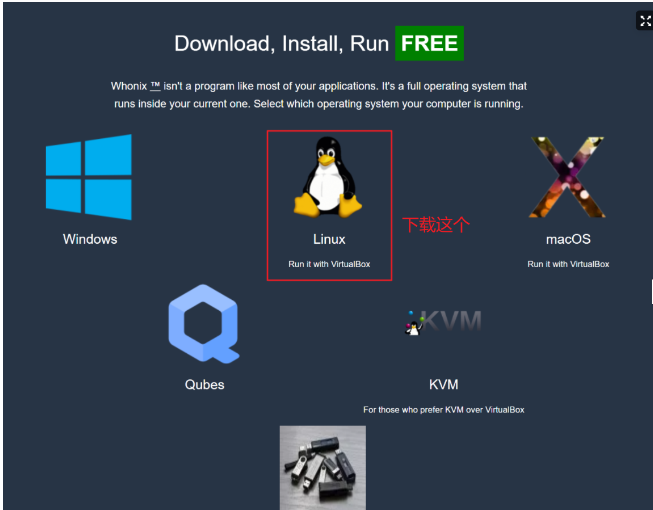 Download, Install, Run FREE
Whonix ™ isn't a program like most of your applications. It's a full operating system that
runs inside your current one. Select which operating system your computer is running.
Windows
Linux
Run it with VirtualBox
下载这个
macOS
Run it with VirtualBox
Qubes
KVM
KVM
For those who prefer KVM over VirtualBox